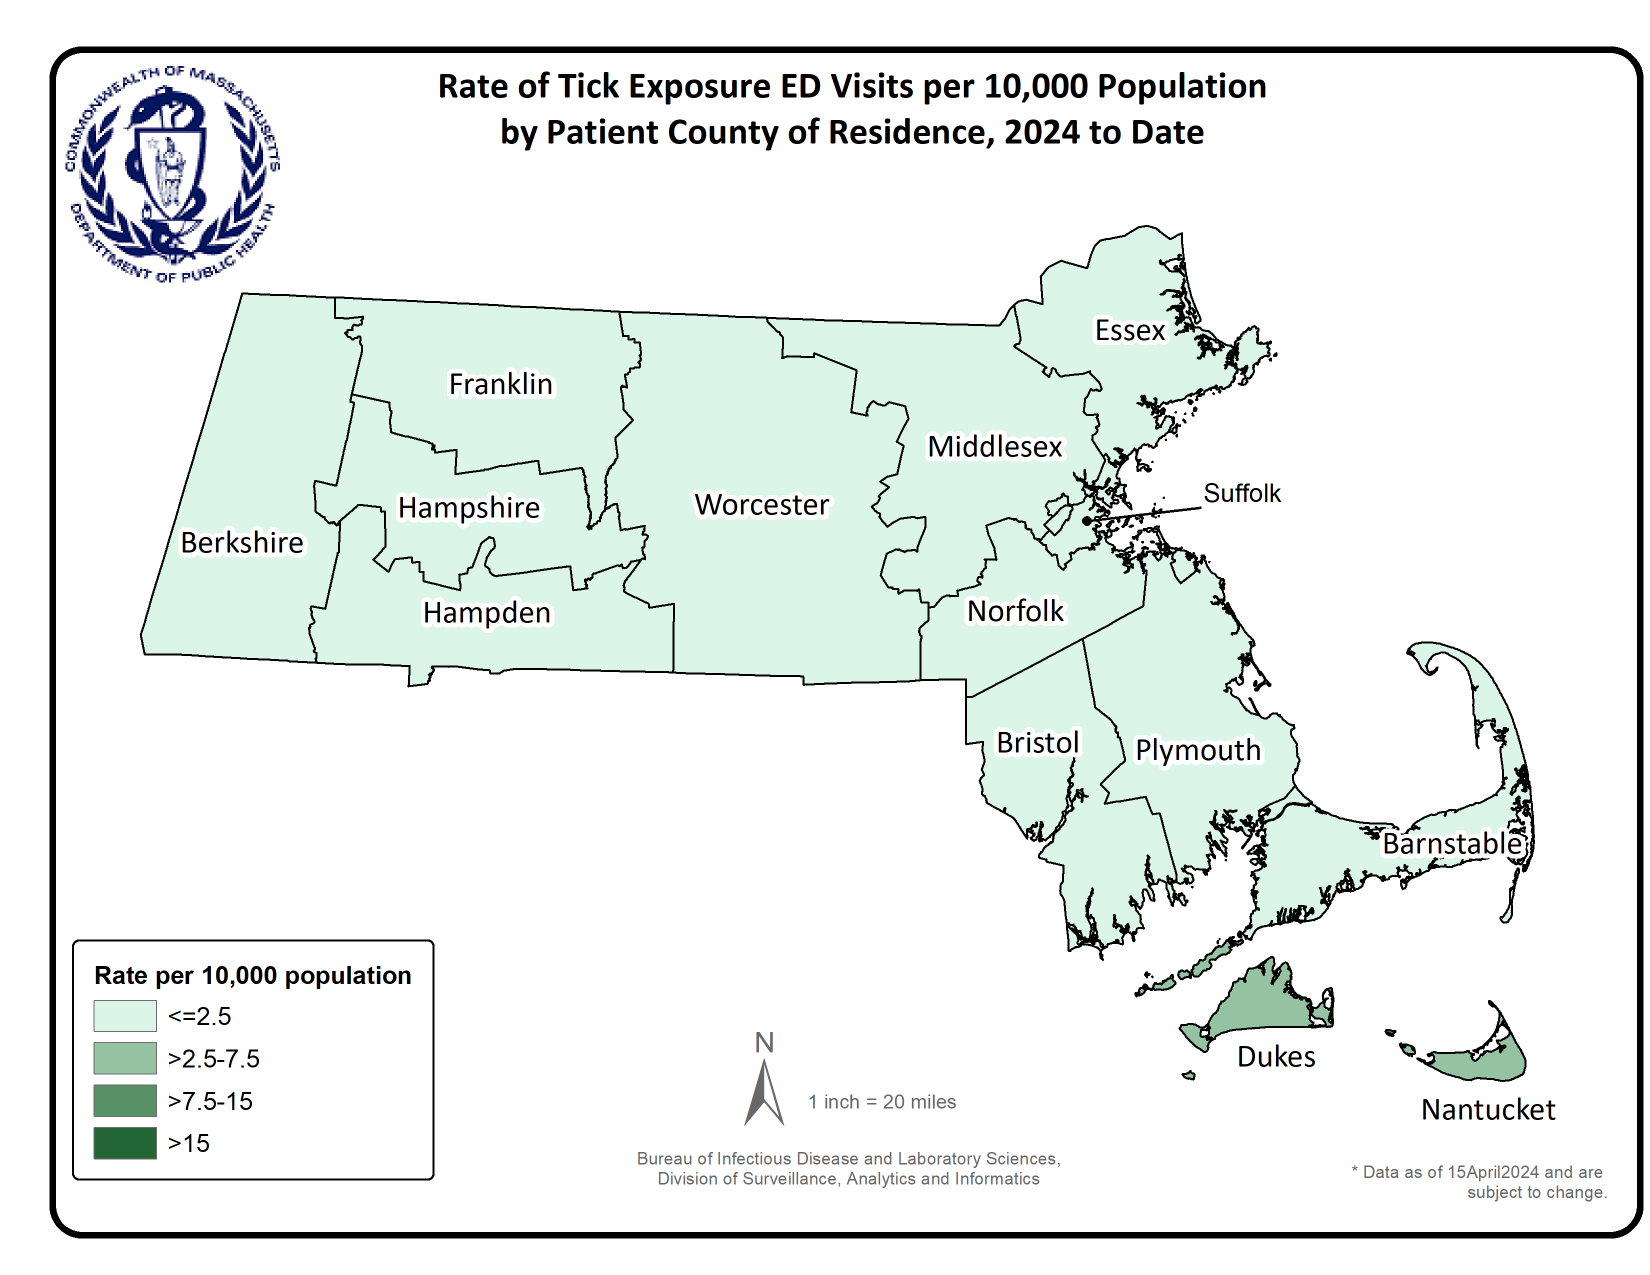 COMMONWEALTH OF MASSACHUSETTS
DEPARTMENT OF PUBLIC HEALTH
Rate of Tick Exposure ED Visits per 10,000 Population
by Patient County of Residence, 2024 to Date
Essex
Franklin
Middlesex
Suffolk
Hampshire
Worcester
Berkshire
Hampden
Norfolk
Bristol
Plymouth
Barnstable
Dukes
Nantucket
Rate per 10,000 population
<=2.5
>2.5-7.5
>7.5-15
>15
N
1 inch = 20 miles
Bureau of Infectious Disease and Laboratory Sciences,
Division of Surveillance, Analytics and Informatics
* Data as of 15April2024 and are
subject to change.